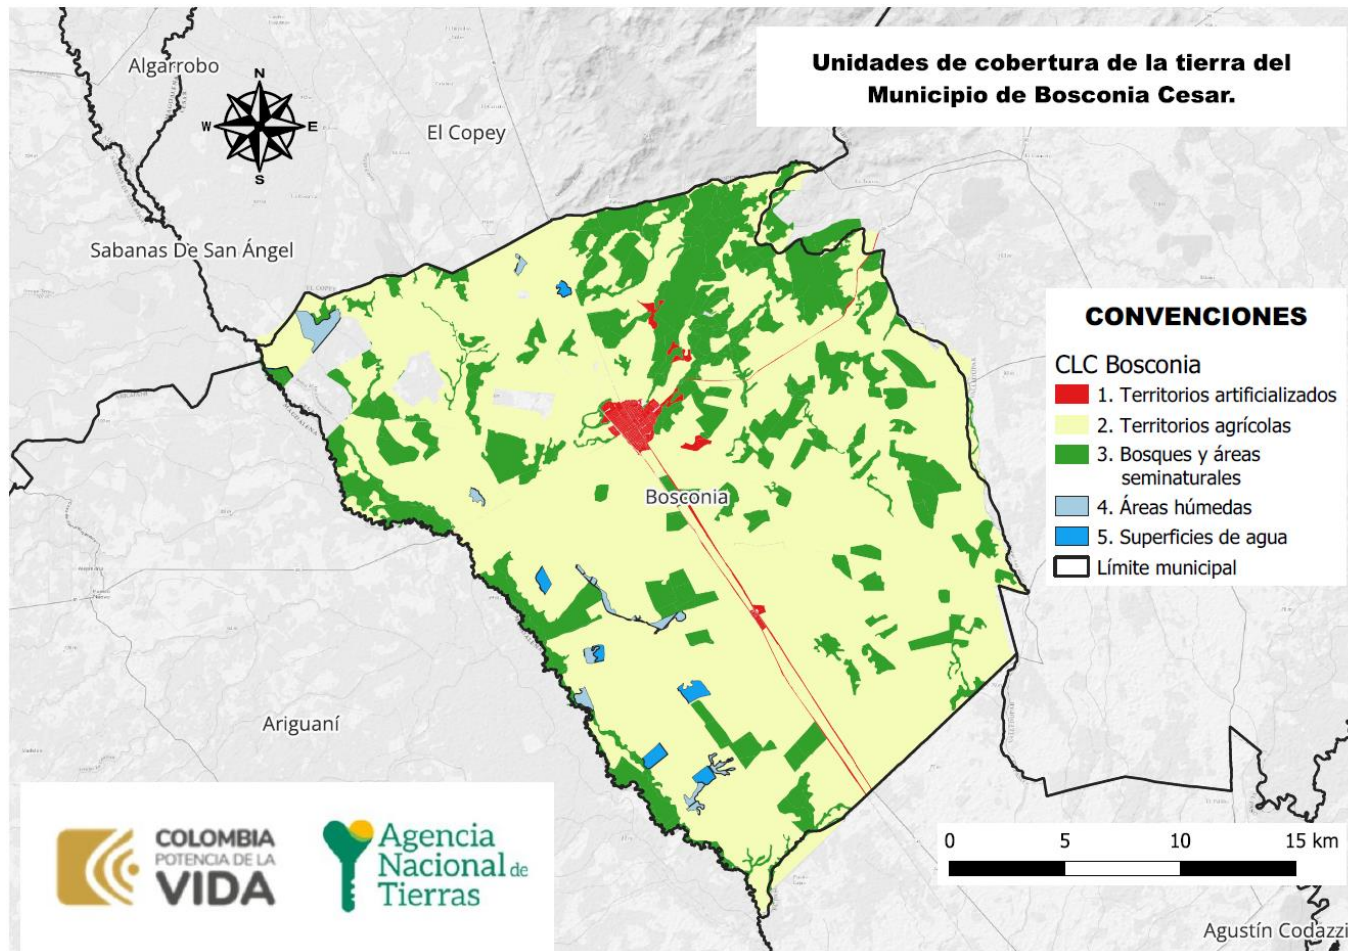 Unidades de cobertura de la tierra del
Municipio de Bosconia Cesar.
Algarrobo
N
W
E
S
El Copey
Sabanas De San Ángel
EL COPEY
MAGDALENA
Bosconia
Ariguaní
Agustín Codazzi
CONVENCIONES
CLC Bosconia
1. Territorios artificializados
2. Territorios agrícolas
3. Bosques y áreas
seminaturales
4. Áreas húmedas
5. Superficies de agua
Límite municipal
0
5
10
15 km
COLOMBIA
POTENCIA DE LA
VIDA
Agencia
Nacional de
Tierras